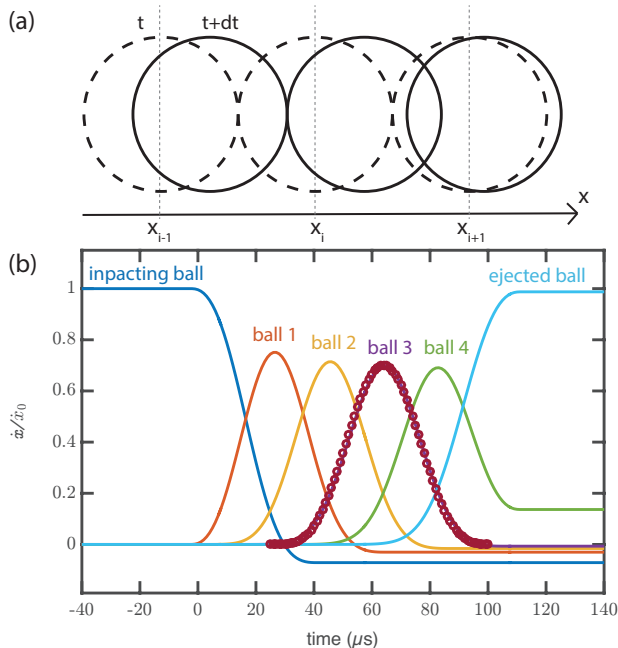 (a)
t t+dt
x
x_{i-1} x_i x_{i+1}
(b)
inpacting ball ejected ball
ball 1 ball 2 ball 3 ball 4
1
0.8
0.6
0.4
0.2
0
ẋ/ẋ_0
-40 -20 0 20 40 60 80 100 120 140
time (μs)